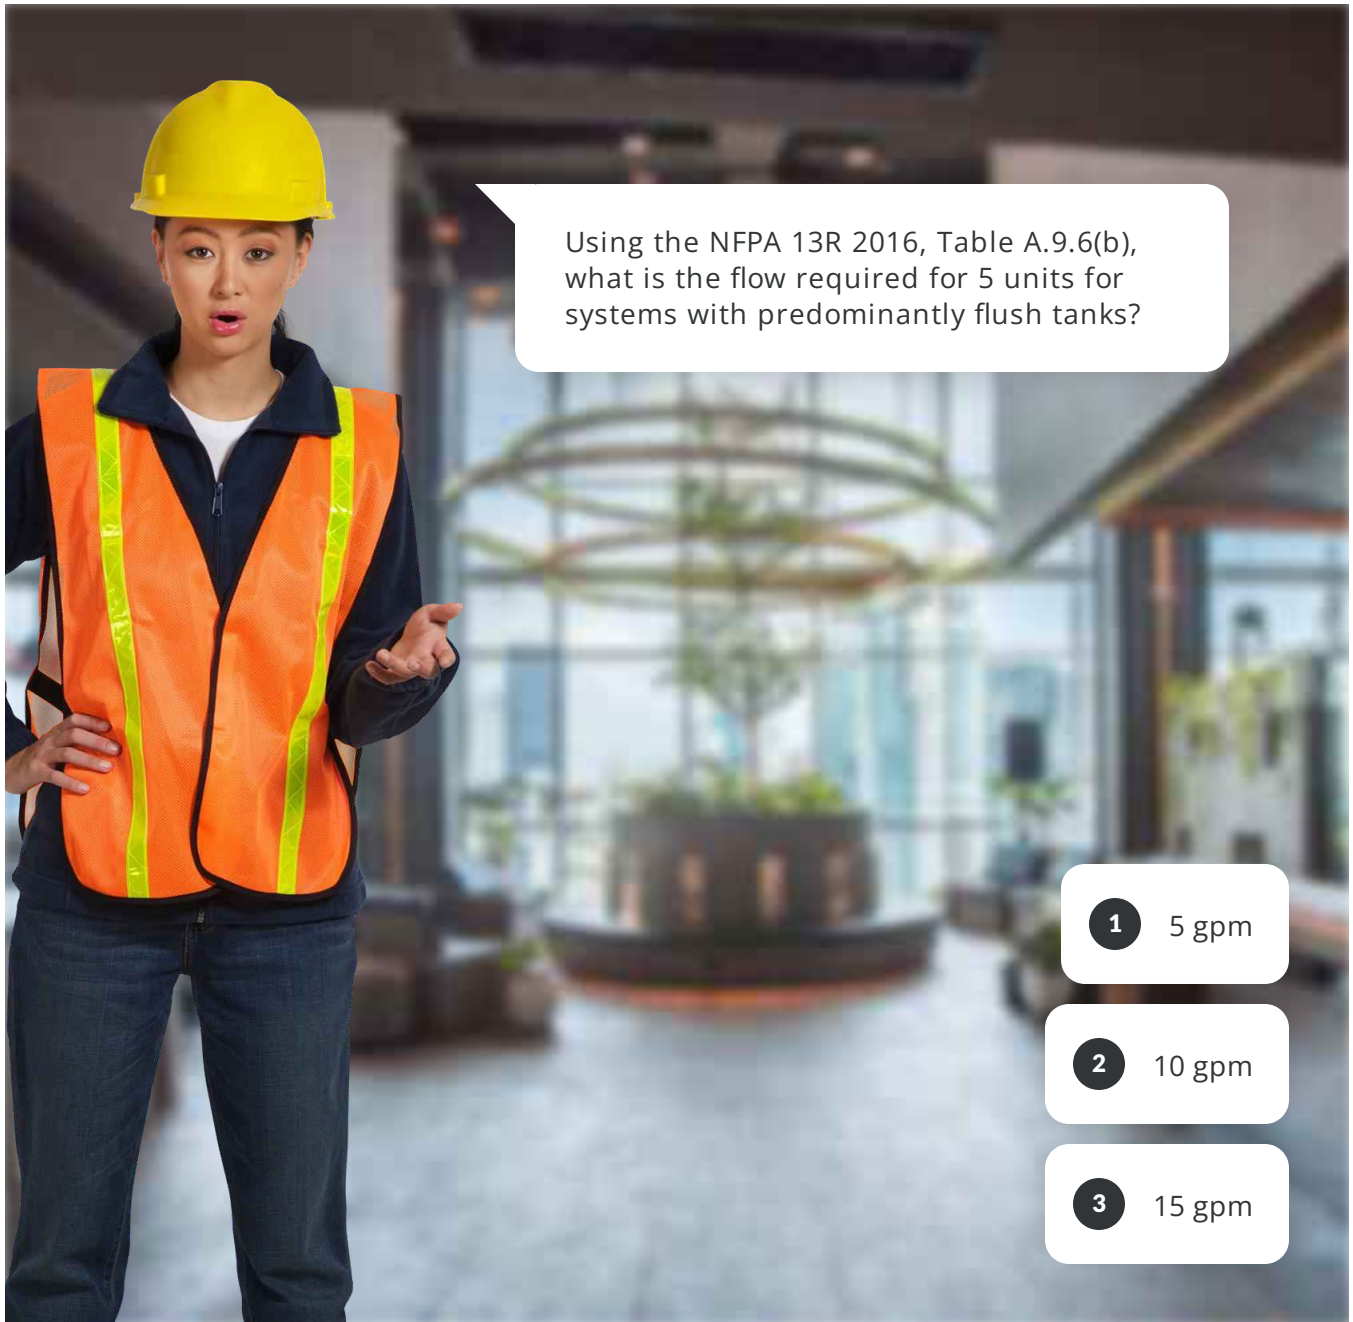 Using the NFPA 13R 2016, Table A.9.6(b),
what is the flow required for 5 units for
systems with predominantly flush tanks?
1 5 gpm
2 10 gpm
3 15 gpm